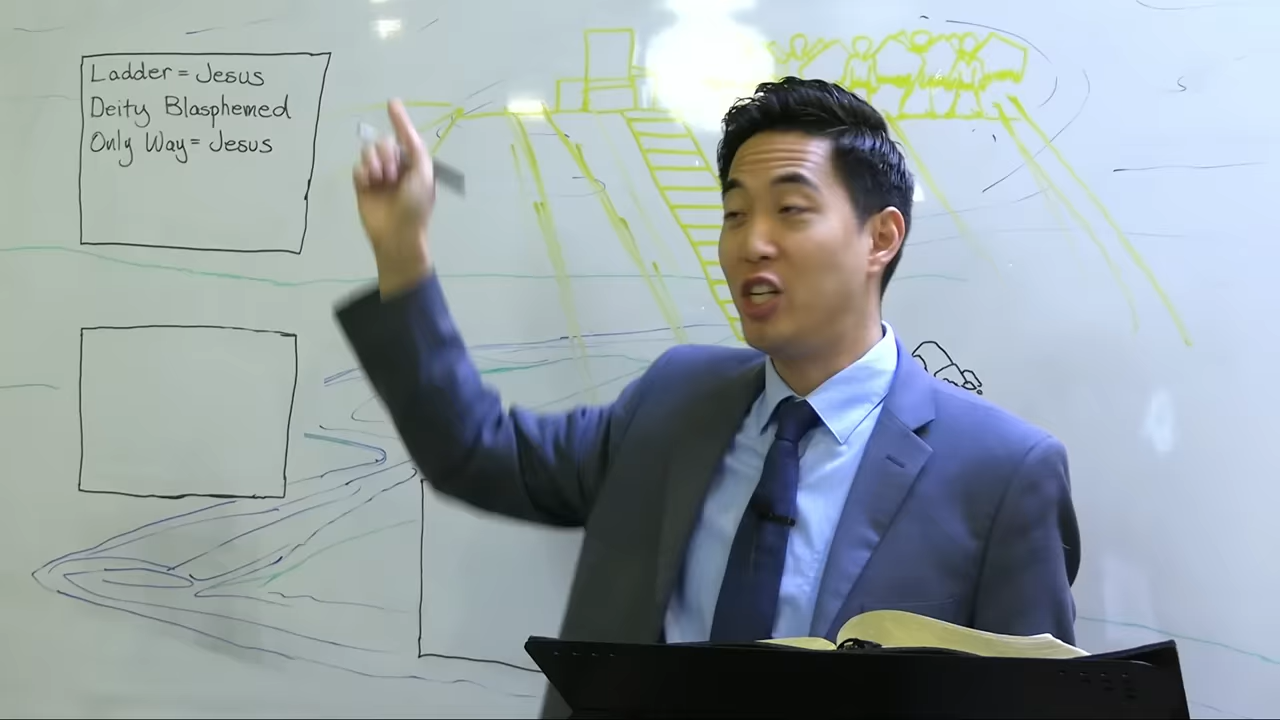 Ladder = Jesus
Deity Blasphemed
Only Way = Jesus